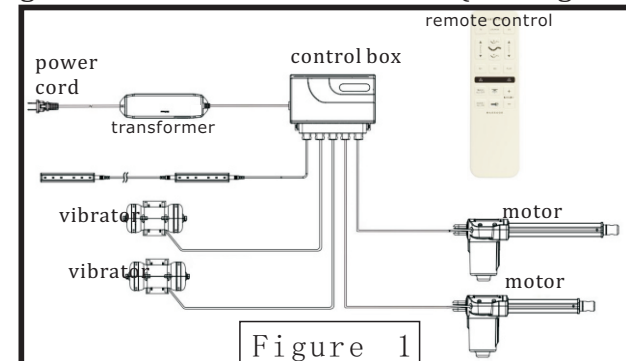 remote control
control box
power
cord
transformer
vibrator
motor
vibrator
motor
Figure 1